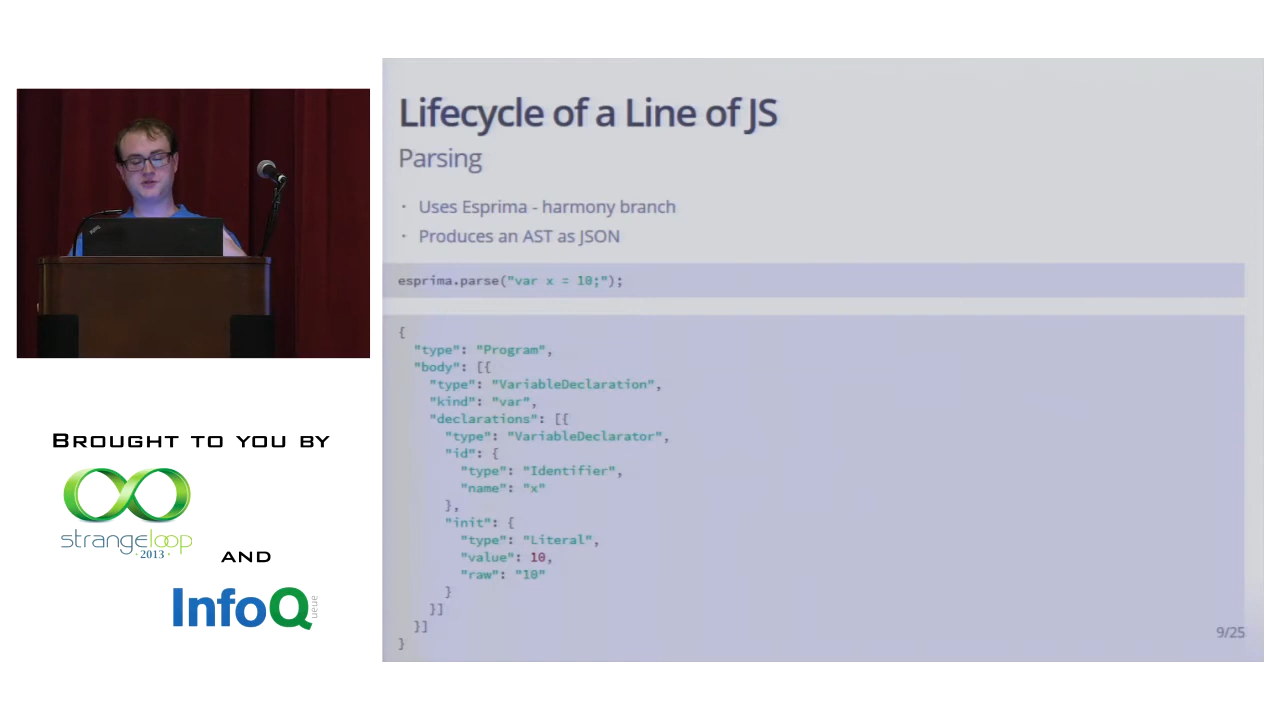 Lifecycle of a Line of JS
Parsing
· Uses Esprima - harmony branch
· Produces an AST as JSON
esprima.parse("var x = 10;");
{
  "type": "Program",
  "body": [{
    "type": "VariableDeclaration",
    "kind": "var",
    "declarations": [{
      "type": "VariableDeclarator",
      "id": {
        "type": "Identifier",
        "name": "x"
      },
      "init": {
        "type": "Literal",
        "value": 10,
        "raw": "10"
      }
    }]
  }]
}
9/25
BROUGHT TO YOU BY
strangeloop
· 2013 ·
AND
InfoQ
ueue